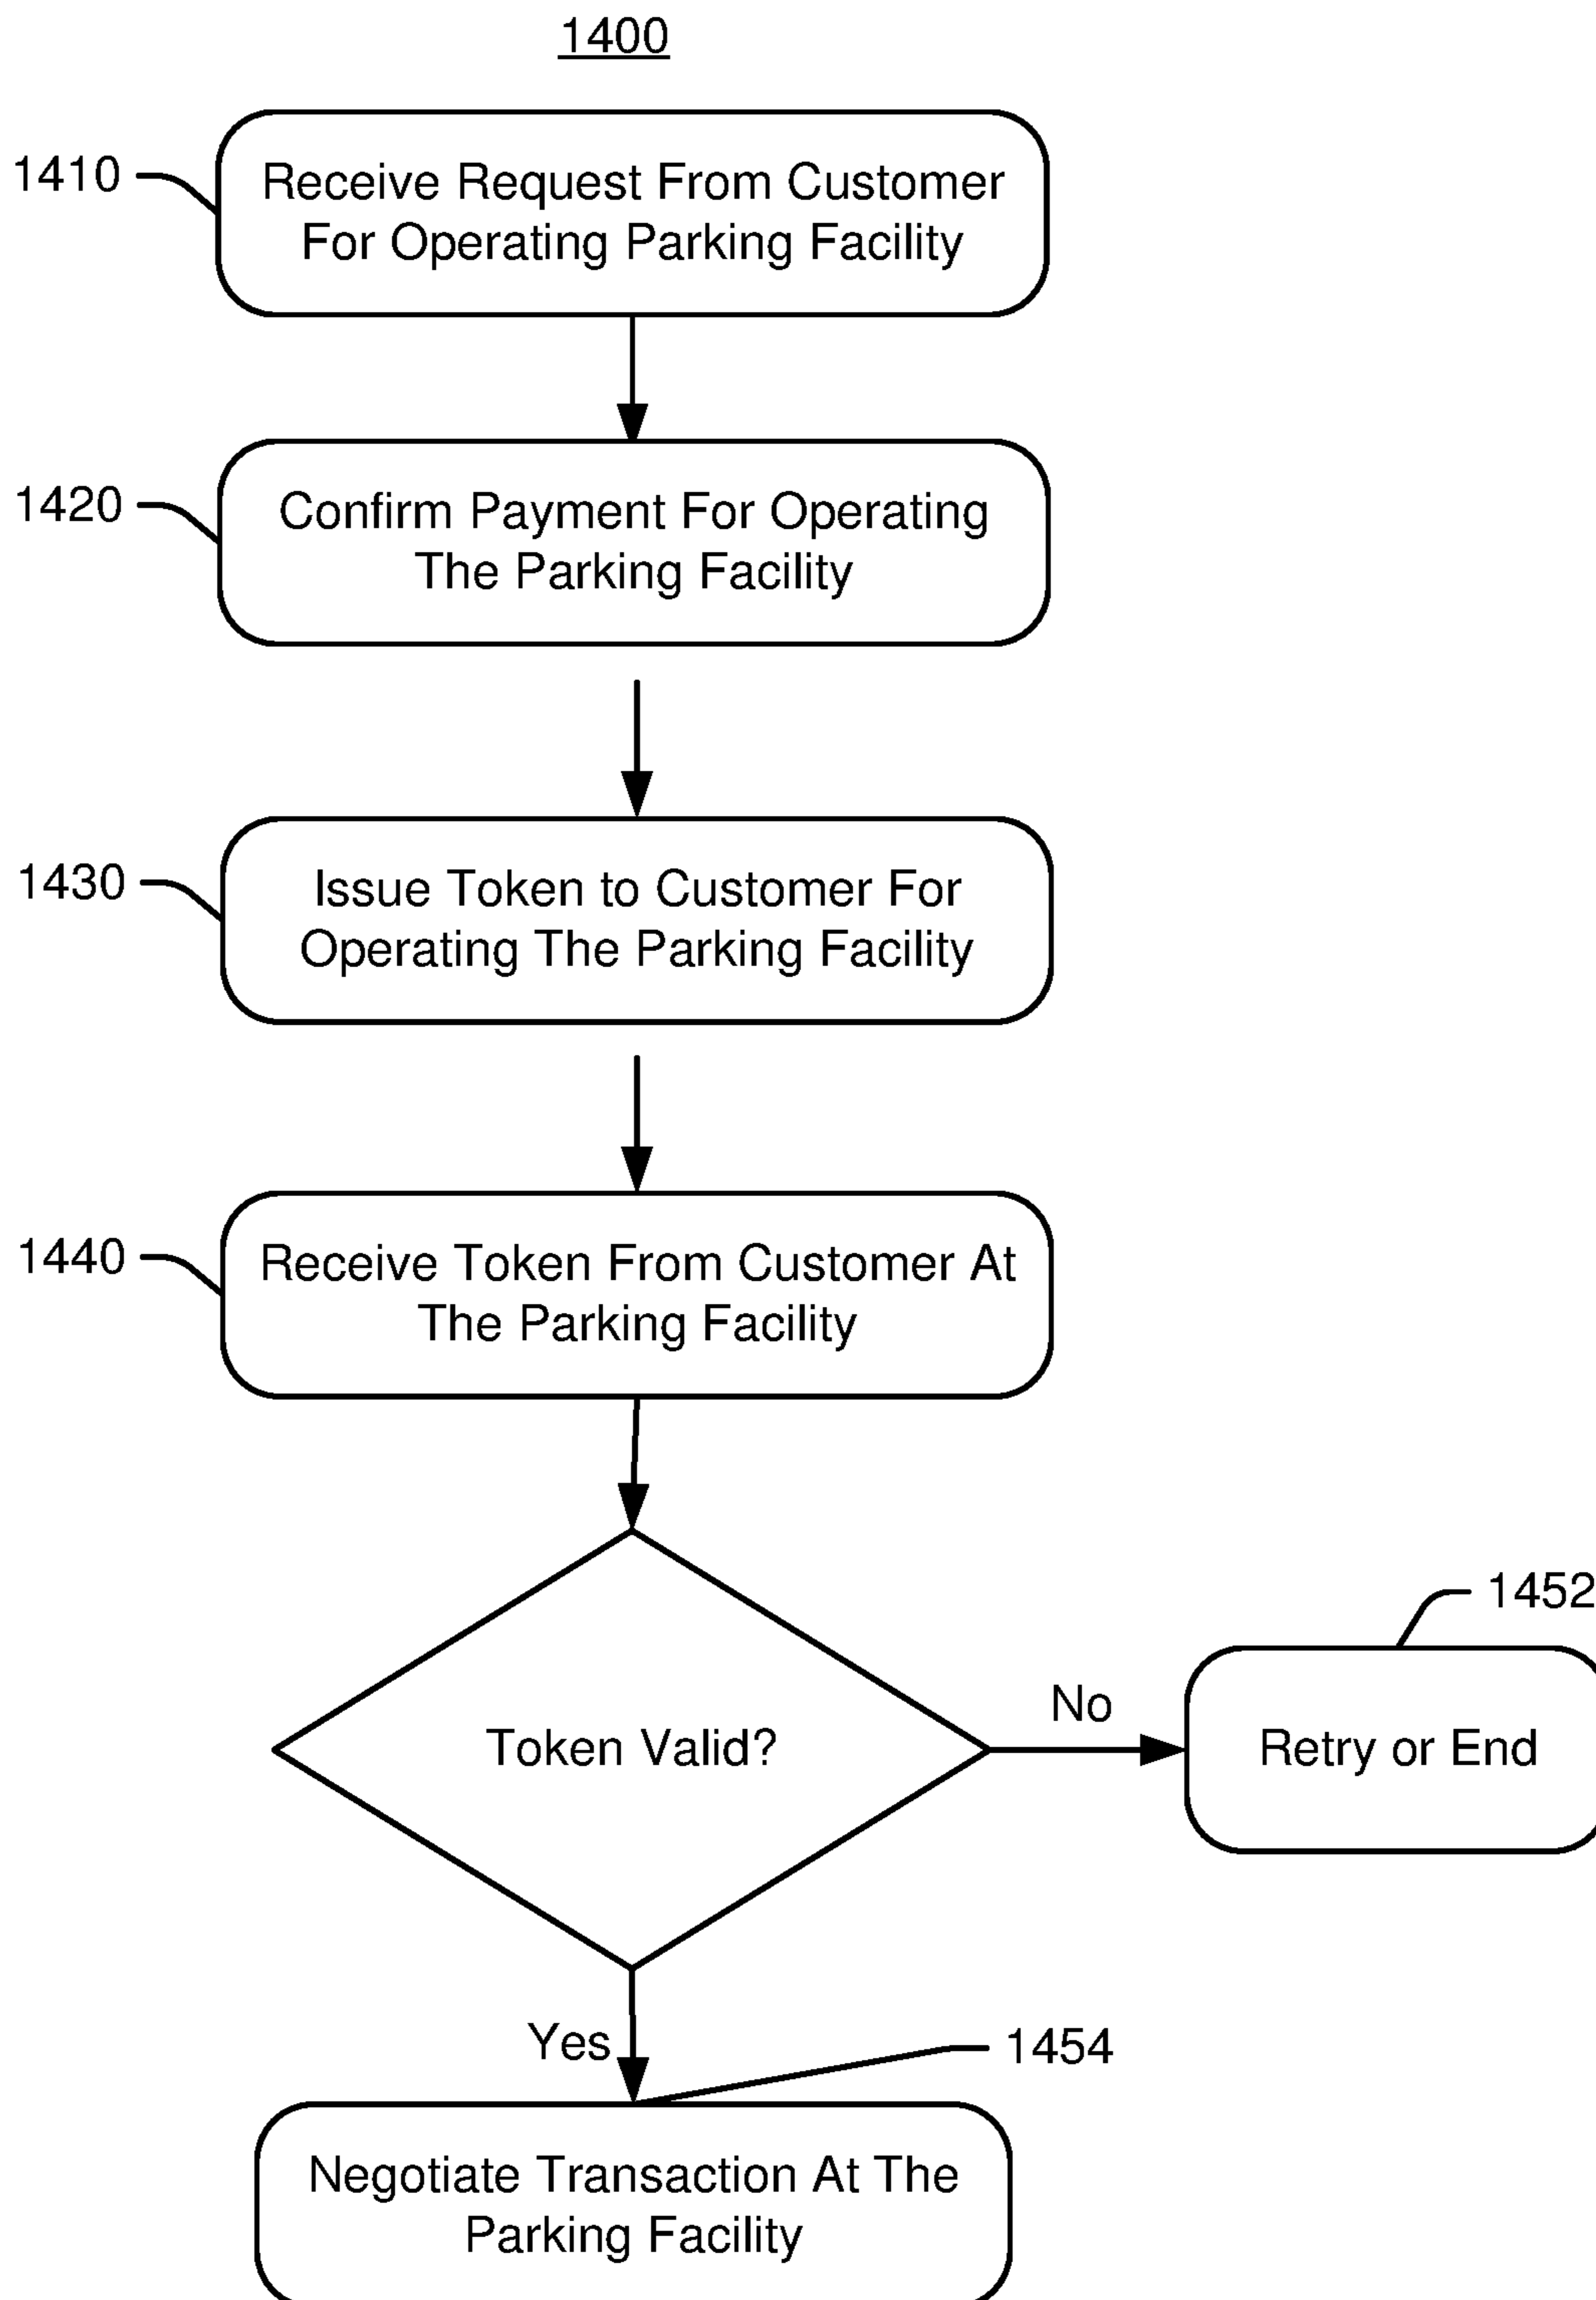 1400
1410
Receive Request From Customer
For Operating Parking Facility
1420
Confirm Payment For Operating
The Parking Facility
1430
Issue Token to Customer For
Operating The Parking Facility
1440
Receive Token From Customer At
The Parking Facility
Token Valid?
No
1452
Retry or End
Yes
1454
Negotiate Transaction At The
Parking Facility